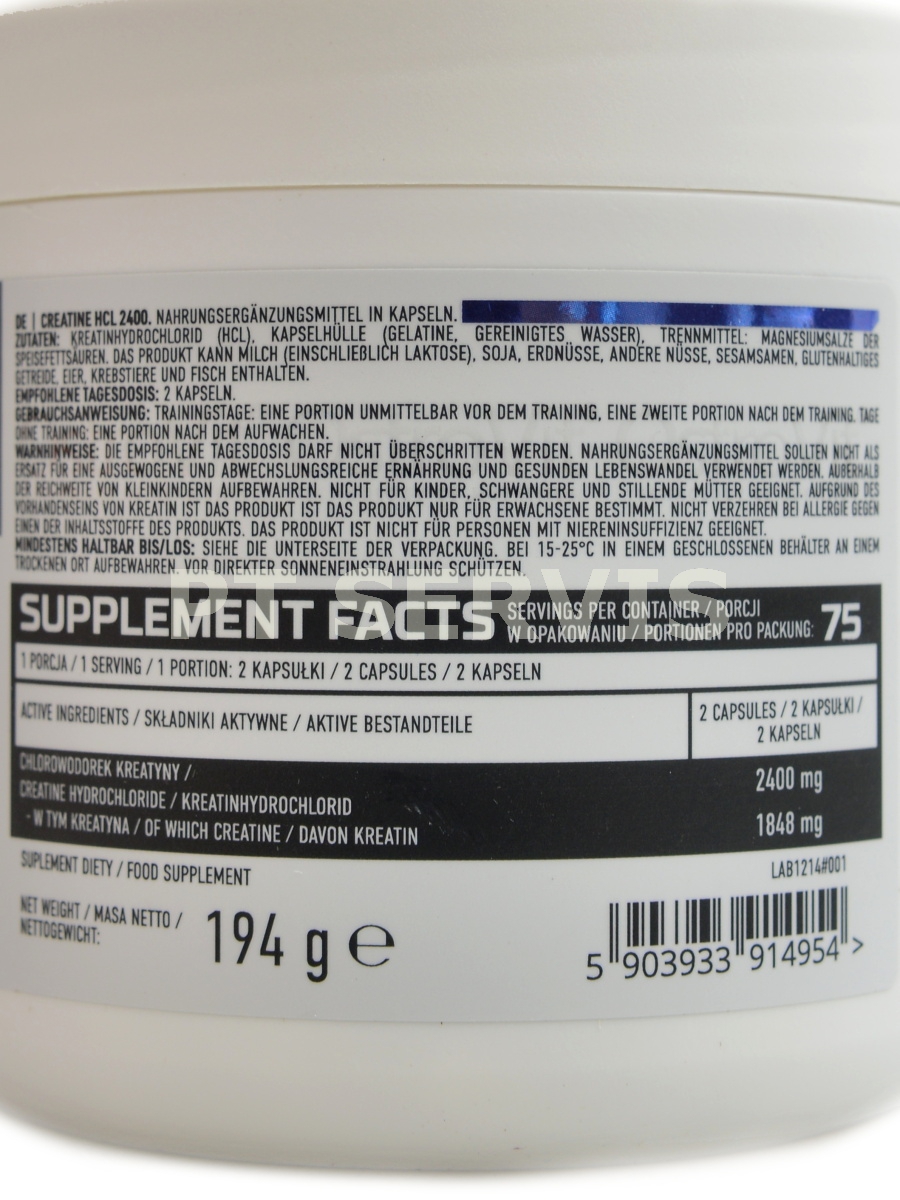 DE | CREATINE HCL 2400. NAHRUNGSERGÄNZUNGSMITTEL IN KAPSELN.
ZUTATEN: KREATINHYDROCHLORID (HCL), KAPSELHÜLLE (GELATINE, GEREINIGTES WASSER), TRENNMITTEL: MAGNESIUMSALZE DER
SPEISEFETTSÄUREN. DAS PRODUKT KANN MILCH (EINSCHLIEBLICH LAKTOSE), SOJA, ERDNÜSSE, ANDERE NÜSSE, SESAMSAMEN, GLUTENHALTIGES
GETREIDE, EIER, KREBSTIERE UND FISCH ENTHALTEN.
EMPFOHLENE TAGESDOSIS: 2 KAPSELN.
GEBRAUCHSANWEISUNG: TRAININGSTAGE: EINE PORTION UNMITTELBAR VOR DEM TRAINING, EINE ZWEITE PORTION NACH DEM TRAINING. TAGE
OHNE TRAINING: EINE PORTION NACH DEM AUFWACHEN.
WARNHINWEISE: DIE EMPFOHLENE TAGESDOSIS DARF NICHT ÜBERSCHRITTEN WERDEN. NAHRUNGSERGÄNZUNGSMITTEL SOLLTEN NICHT ALS
ERSATZ FÜR EINE AUSGEWOGENE UND ABWECHSLUNGSREICHE ERNÄHRUNG UND GESUNDEN LEBENSWANDEL VERWENDET WERDEN. AUßERHALB
DER REICHWEITE VON KLEINKINDERN AUFBEWAHREN. NICHT FÜR KINDER, SCHWANGERE UND STILLENDE MÜTTER GEEIGNET. AUFGRUND DES
VORHANDENSEINS VON KREATIN IST DAS PRODUKT IST DAS PRODUKT NUR FÜR ERWACHSENE BESTIMMT. NICHT VERZEHREN BEI ALLERGIE GEGEN
EINEN DER INHALTSSTOFFE DES PRODUKTS. DAS PRODUKT IST NICHT FÜR PERSONEN MIT NIERENINSUFFIZIENZ GEEIGNET.
MINDESTENS HALTBAR BIS/LOS: SIEHE DIE UNTERSEITE DER VERPACKUNG. BEI 15-25°C IN EINEM GESCHLOSSENEN BEHÄLTER AN EINEM
TROCKENEN ORT AUFBEWAHREN. VOR DIREKTER SONNENEINSTRAHLUNG SCHÜTZEN.
PT SERVIS
SUPPLEMENT FACTS
SERVINGS PER CONTAINER / PORCJI
W OPAKOWANIU / PORTIONEN PRO PACKUNG: 75
1 PORCJA / 1 SERVING / 1 PORTION: 2 KAPSUŁKI / 2 CAPSULES / 2 KAPSELN
ACTIVE INGREDIENTS / SKŁADNIKI AKTYWNE / AKTIVE BESTANDTEILE
2 CAPSULES / 2 KAPSUŁKI /
2 KAPSELN
CHLOROWODOREK KREATYNY /
CREATINE HYDROCHLORIDE / KREATINHYDROCHLORID
2400 mg
- W TYM KREATYNA / OF WHICH CREATINE / DAVON KREATIN
1848 mg
SUPLEMENT DIETY / FOOD SUPPLEMENT
LAB1214#001
NET WEIGHT / MASA NETTO /
NETTOGEWICHT:
194 g e
5 903933 914954 >